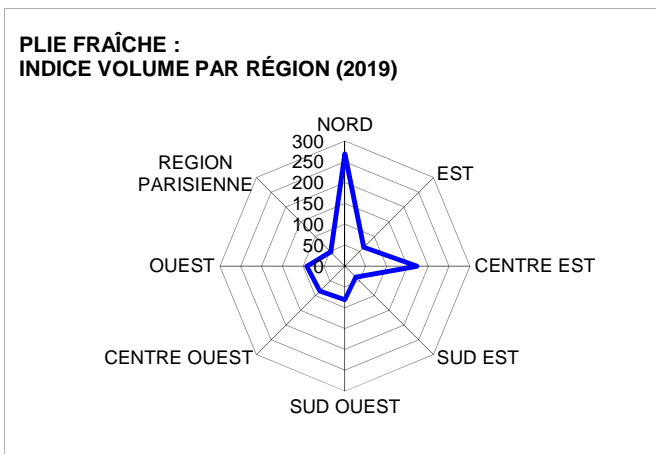 PLIE FRAÎCHE :
INDICE VOLUME PAR RÉGION (2019)
NORD
300
250
200
150
100
50
0
REGION
PARISIENNE
EST
OUEST
CENTRE EST
CENTRE OUEST
SUD EST
SUD OUEST